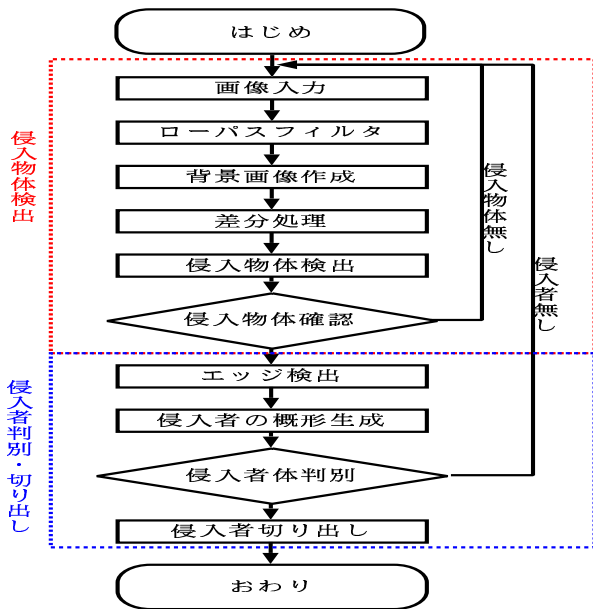 はじめ
画像入力
ローパスフィルタ
背景画像作成
差分処理
侵入物体検出
侵入物体確認
エッジ検出
侵入者の概形生成
侵入者体判別
侵入者切り出し
おわり
侵入物体検出
侵入者判別・切り出し
侵入物体無し
侵入者無し